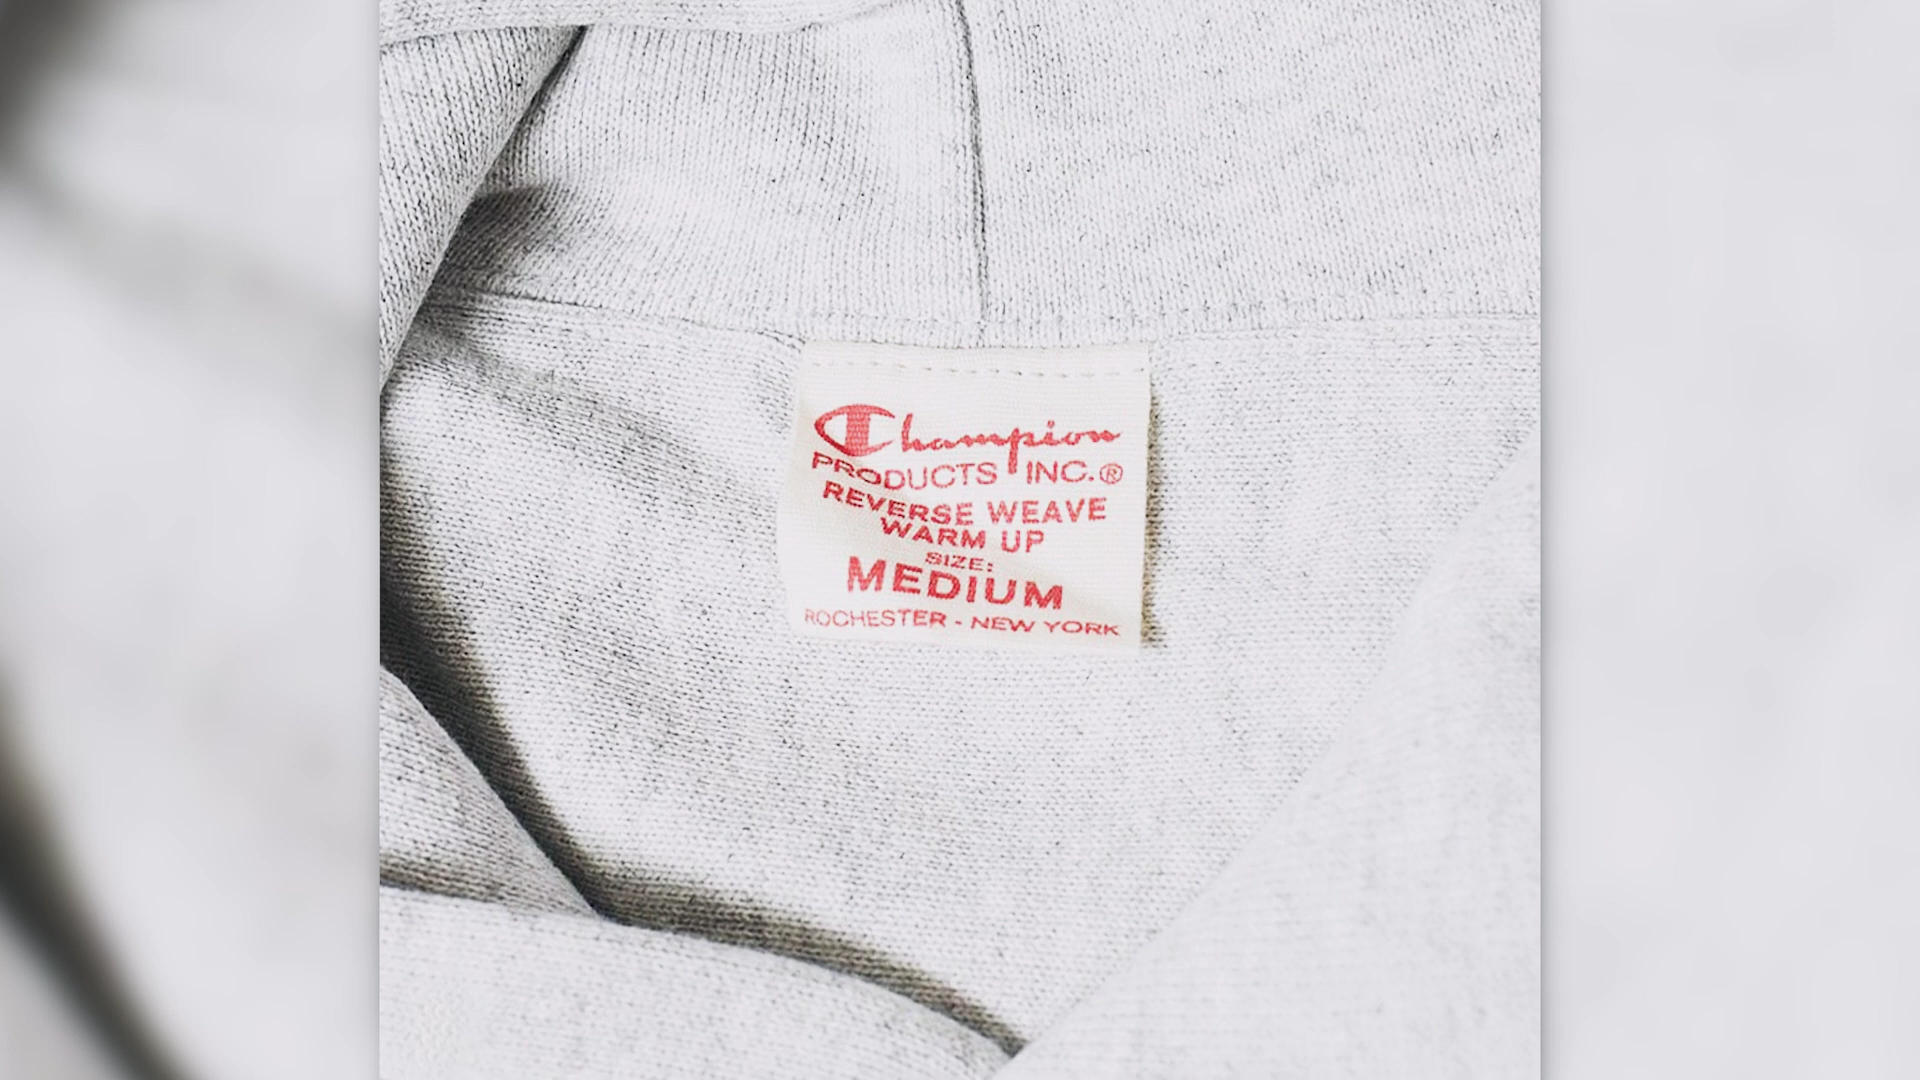 Champion
PRODUCTS INC.®
REVERSE WEAVE
WARM UP
SIZE:
MEDIUM
ROCHESTER - NEW YORK